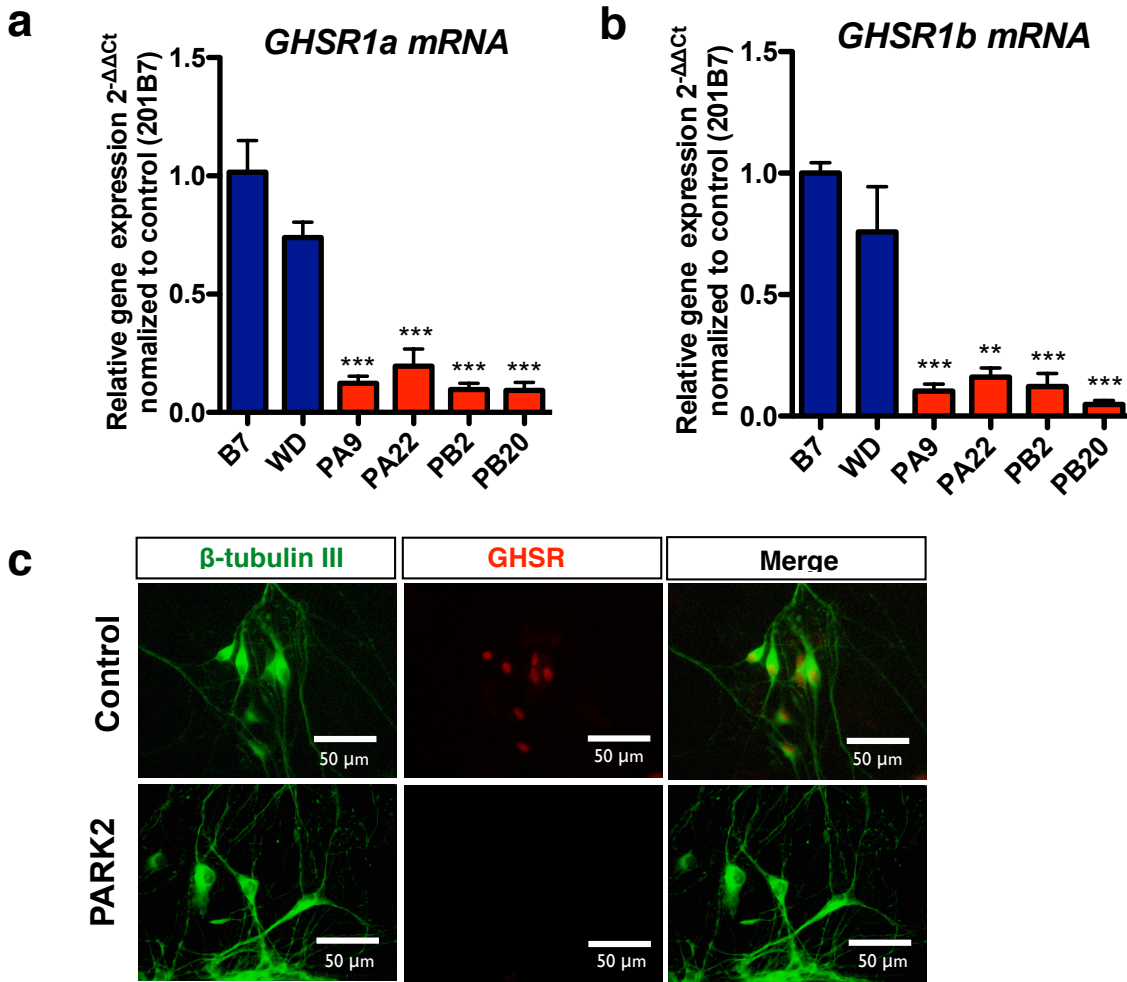 a
GHSR1a mRNA
Relative gene expression 2-ΔΔCt
nomalized to control (201B7)
1.5
1.0
0.5
0.0
***
***
***
***
B7
WD
PA9
PA22
PB2
PB20
b
GHSR1b mRNA
Relative gene expression 2-ΔΔCt
nomalized to control (201B7)
1.5
1.0
0.5
0.0
***
**
***
***
B7
WD
PA9
PA22
PB2
PB20
c
β-tubulin III
GHSR
Merge
Control
50 μm
50 μm
50 μm
PARK2
50 μm
50 μm
50 μm